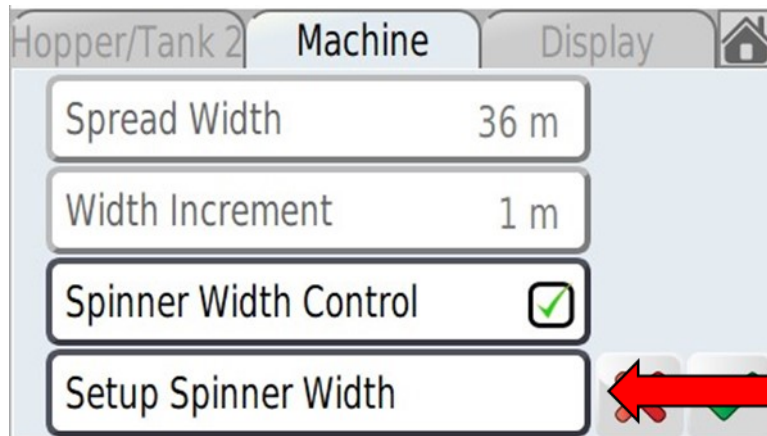 Hopper/Tank 2 Machine Display
Spread Width 36 m
Width Increment 1 m
Spinner Width Control
Setup Spinner Width